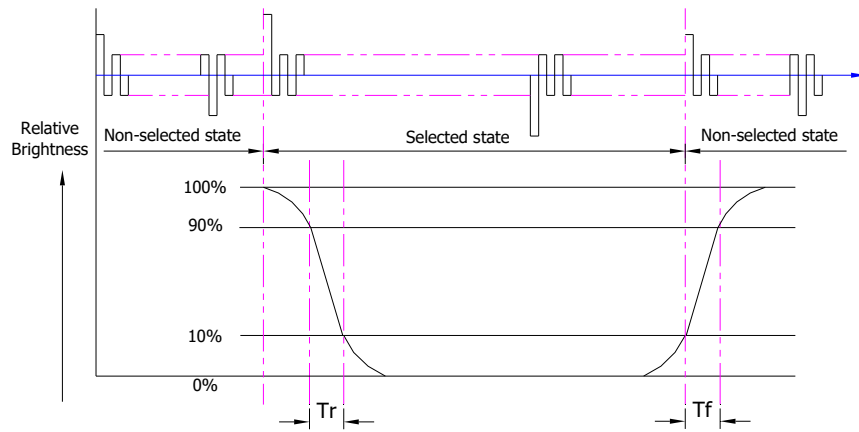 Relative
Brightness
Non-selected state
Selected state
Non-selected state
100%
90%
10%
0%
Tr
Tf